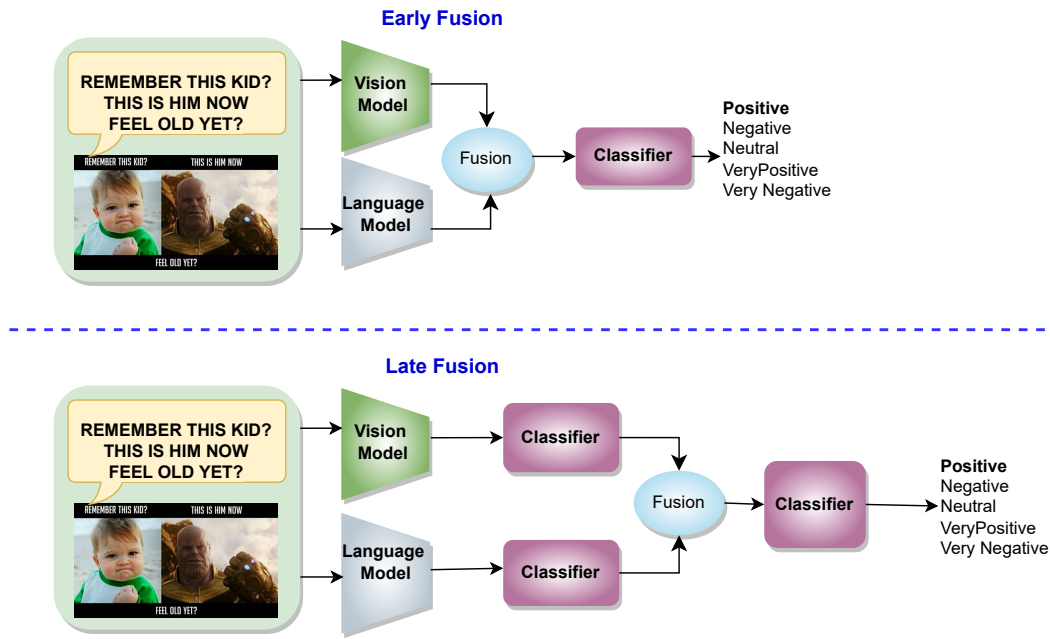 Early Fusion
REMEMBER THIS KID?
THIS IS HIM NOW
FEEL OLD YET?
REMEMBER THIS KID?
THIS IS HIM NOW
FEEL OLD YET?
Vision
Model
Language
Model
Fusion
Classifier
Positive
Negative
Neutral
VeryPositive
Very Negative
Late Fusion
REMEMBER THIS KID?
THIS IS HIM NOW
FEEL OLD YET?
REMEMBER THIS KID?
THIS IS HIM NOW
FEEL OLD YET?
Vision
Model
Language
Model
Classifier
Classifier
Fusion
Classifier
Positive
Negative
Neutral
VeryPositive
Very Negative